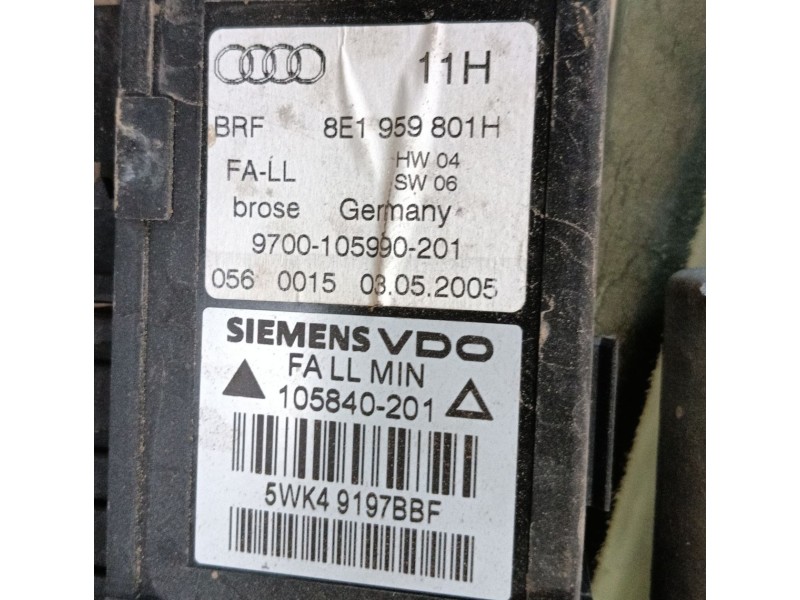 11H
BRF 8E1 959 801H
FA-LL HW 04
SW 06
brose Germany
9700-105990-201
056 0015 03.05.2005
SIEMENS VDO
FA LL MIN
105840-201
5WK4 9197BBF